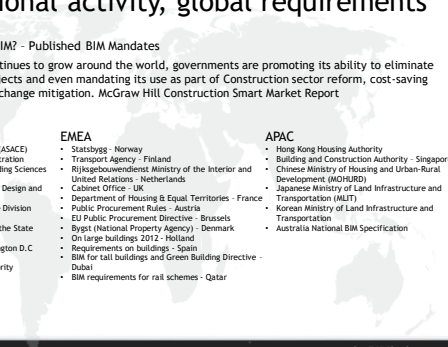 onal activity, global requirements
IM? – Published BIM Mandates
tinues to grow around the world, governments are promoting its ability to eliminate
jects and even mandating its use as part of Construction sector reform, cost-saving
change mitigation. McGraw Hill Construction Smart Market Report
(ASACE)
tration
ding Sciences
Design and
Division
the State
ngton D.C
ority
EMEA
• Statsbygg – Norway
• Transport Agency – Finland
• Rijksgebouwendienst Ministry of the Interior and
United Relations – Netherlands
• Cabinet Office – UK
• Department of Housing & Equal Territories – France
• Public Procurement Rules – Austria
• EU Public Procurement Directive – Brussels
• Bygst (National Property Agency) – Denmark
• On large buildings 2012 - Holland
• Requirements on buildings – Spain
• BIM for tall buildings and Green Building Directive –
Dubai
• BIM requirements for rail schemes - Qatar
APAC
• Hong Kong Housing Authority
• Building and Construction Authority – Singapor
• Chinese Ministry of Housing and Urban-Rural
Development (MOHURD)
• Japanese Ministry of Land Infrastructure and
Transportation (MLIT)
• Korean Ministry of Land Infrastructure and
Transportation
• Australia National BIM Specification